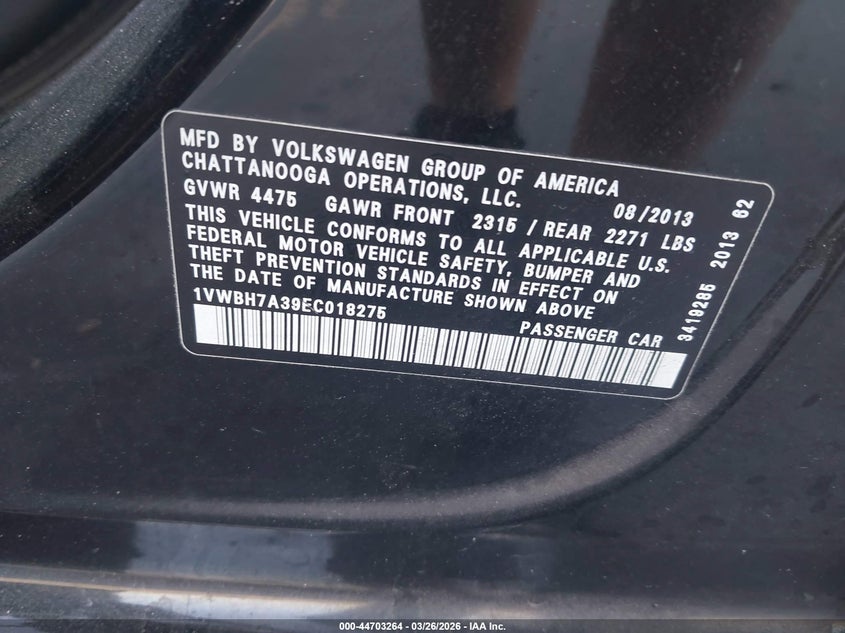 MFD BY VOLKSWAGEN GROUP OF AMERICA
CHATTANOOGA OPERATIONS, LLC.
08/2013
GVWR 4475 GAWR FRONT 2315 / REAR 2271 LBS
THIS VEHICLE CONFORMS TO ALL APPLICABLE U.S.
FEDERAL MOTOR VEHICLE SAFETY, BUMPER AND
THEFT PREVENTION STANDARDS IN EFFECT ON
THE DATE OF MANUFACTURE SHOWN ABOVE
1VWBH7A39EC018275
PASSENGER CAR
3419285 2013 62
000-44703264 - 03/26/2026 - IAA Inc.